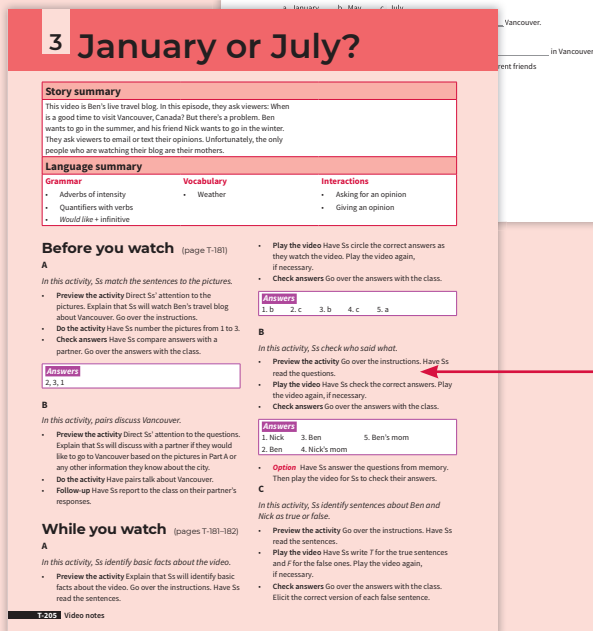 a. January b. May c. July
Vancouver.
in Vancouver
rent friends
3 January or July?
Story summary
This video is Ben's live travel blog. In this episode, they ask viewers: When
is a good time to visit Vancouver, Canada? But there's a problem. Ben
wants to go in the summer, and his friend Nick wants to go in the winter.
They ask viewers to email or text their opinions. Unfortunately, the only
people who are watching their blog are their mothers.
Language summary
Grammar
• Adverbs of intensity
• Quantifiers with verbs
• Would like + infinitive
Vocabulary
• Weather
Interactions
• Asking for an opinion
• Giving an opinion
Before you watch (page T-181)
A
In this activity, Ss match the sentences to the pictures.
• Preview the activity Direct Ss' attention to the
pictures. Explain that Ss will watch Ben's travel blog
about Vancouver. Go over the instructions.
• Do the activity Have Ss number the pictures from 1 to 3.
• Check answers Have Ss compare answers with a
partner. Go over the answers with the class.
Answers
2, 3, 1
B
In this activity, pairs discuss Vancouver.
• Preview the activity Direct Ss' attention to the questions.
Explain that Ss will discuss with a partner if they would
like to go to Vancouver based on the pictures in Part A or
any other information they know about the city.
• Do the activity Have pairs talk about Vancouver.
• Follow-up Have Ss report to the class on their partner's
responses.
While you watch (pages T-181–182)
A
In this activity, Ss identify basic facts about the video.
• Preview the activity Explain that Ss will identify basic
facts about the video. Go over the instructions. Have Ss
read the sentences.
• Play the video Have Ss circle the correct answers as
they watch the video. Play the video again,
if necessary.
• Check answers Go over the answers with the class.
Answers
1. b 2. c 3. b 4. c 5. a
B
In this activity, Ss check who said what.
• Preview the activity Go over the instructions. Have Ss
read the questions.
• Play the video Have Ss check the correct answers. Play
the video again, if necessary.
• Check answers Go over the answers with the class.
Answers
1. Nick 3. Ben 5. Ben's mom
2. Ben 4. Nick's mom
• Option Have Ss answer the questions from memory.
Then play the video for Ss to check their answers.
C
In this activity, Ss identify sentences about Ben and
Nick as true or false.
• Preview the activity Go over the instructions. Have Ss
read the sentences.
• Play the video Have Ss write T for the true sentences
and F for the false ones. Play the video again,
if necessary.
• Check answers Go over the answers with the class.
Elicit the correct version of each false sentence.
T-205 Video notes